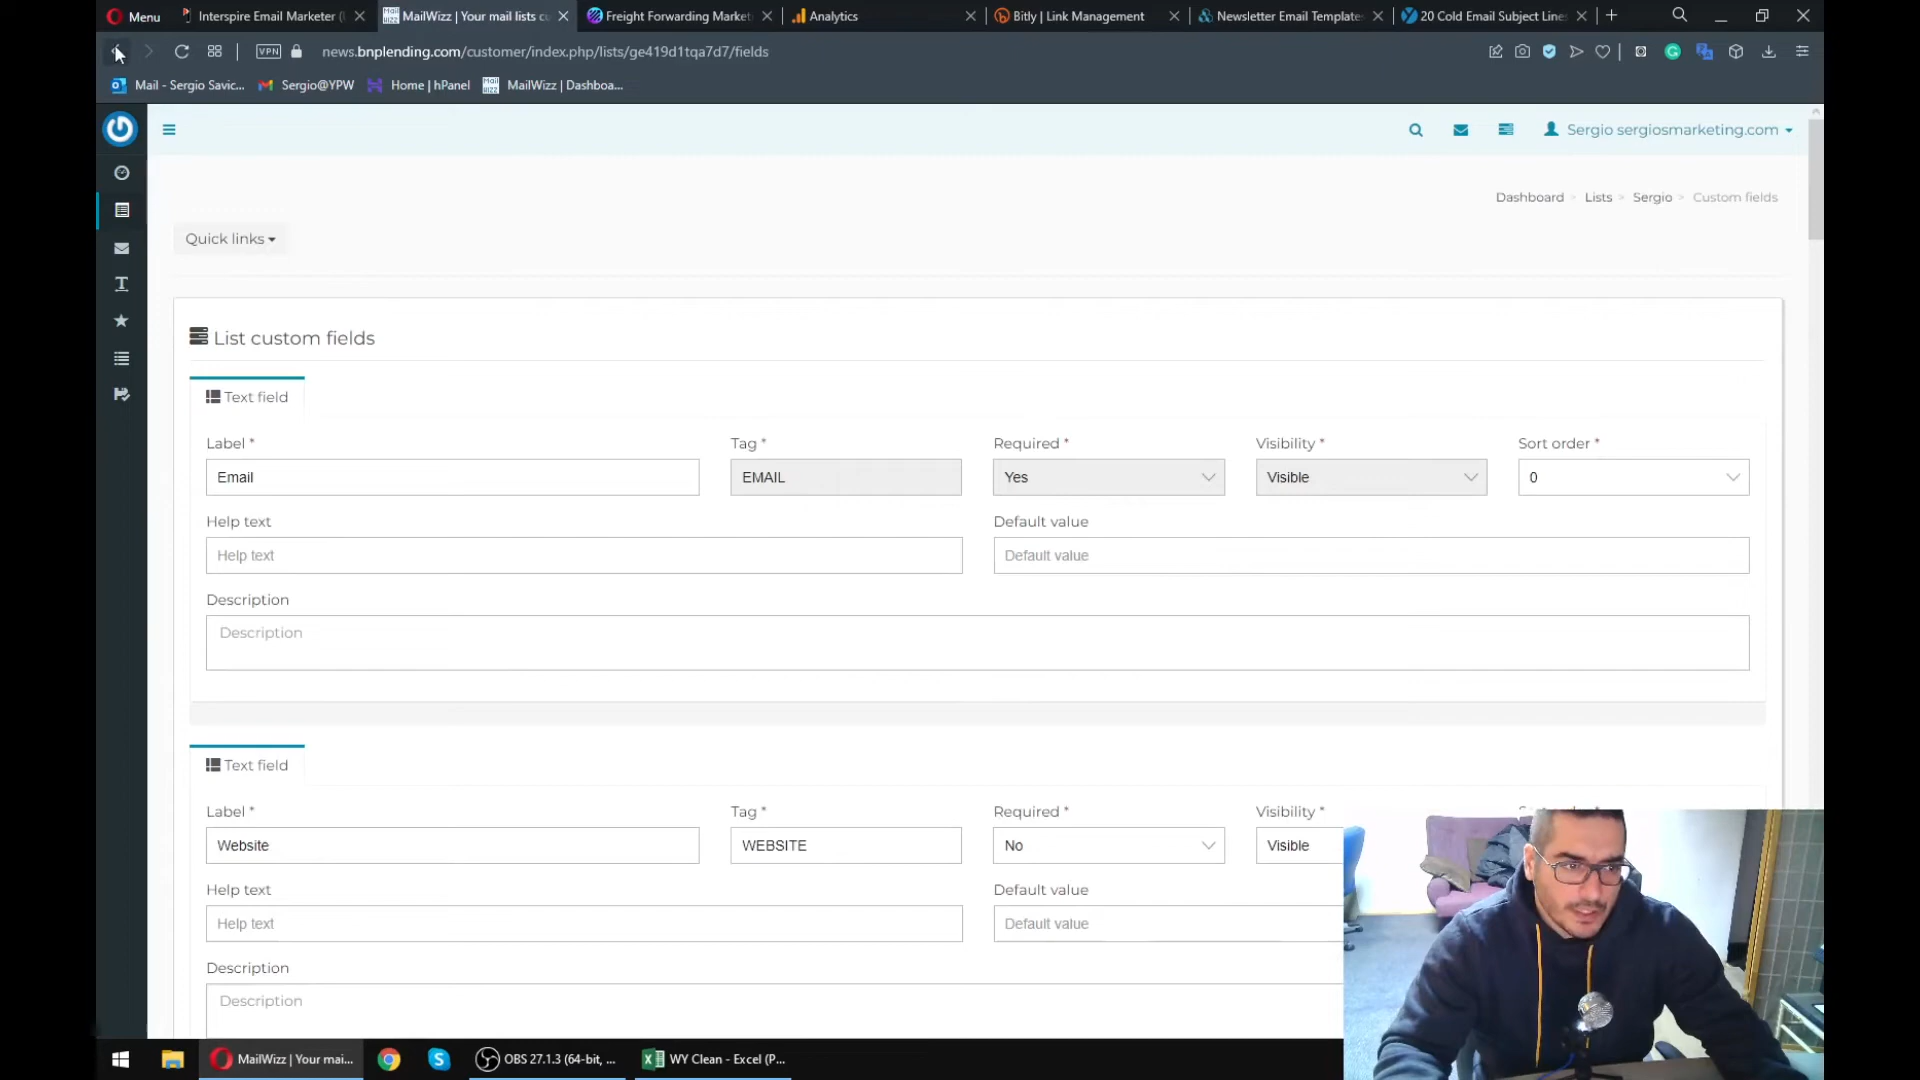 Menu
Interspire Email Marketer (
MailWizz | Your mail lists cu
Freight Forwarding Market
Analytics
Bitly | Link Management
Newsletter Email Template
20 Cold Email Subject Line
VPN
news.bnplending.com/customer/index.php/lists/ge419d1tqa7d7/fields
Mail - Sergio Savic...
Sergio@YPW
Home | hPanel
MailWizz | Dashboa...
Sergio sergiosmarketing.com
Dashboard > Lists > Sergio > Custom fields
Quick links
List custom fields
Text field
Label * Tag * Required * Visibility * Sort order *
Email EMAIL Yes Visible 0
Help text Default value
Help text Default value
Description
Description
Text field
Label * Tag * Required * Visibility *
Website WEBSITE No Visible
Help text Default value
Help text Default value
Description
Description
MailWizz | Your mai...
OBS 27.1.3 (64-bit, ...
WY Clean - Excel (P...